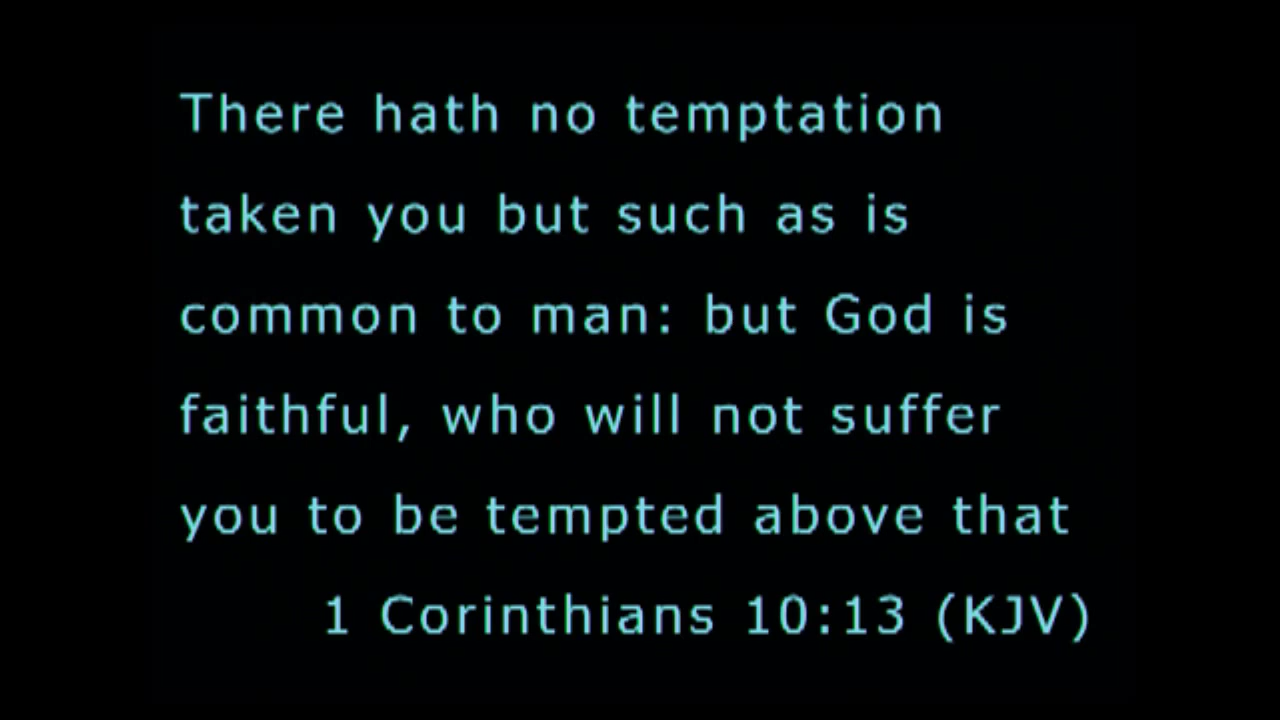 There hath no temptation
taken you but such as is
common to man: but God is
faithful, who will not suffer
you to be tempted above that
1 Corinthians 10:13 (KJV)